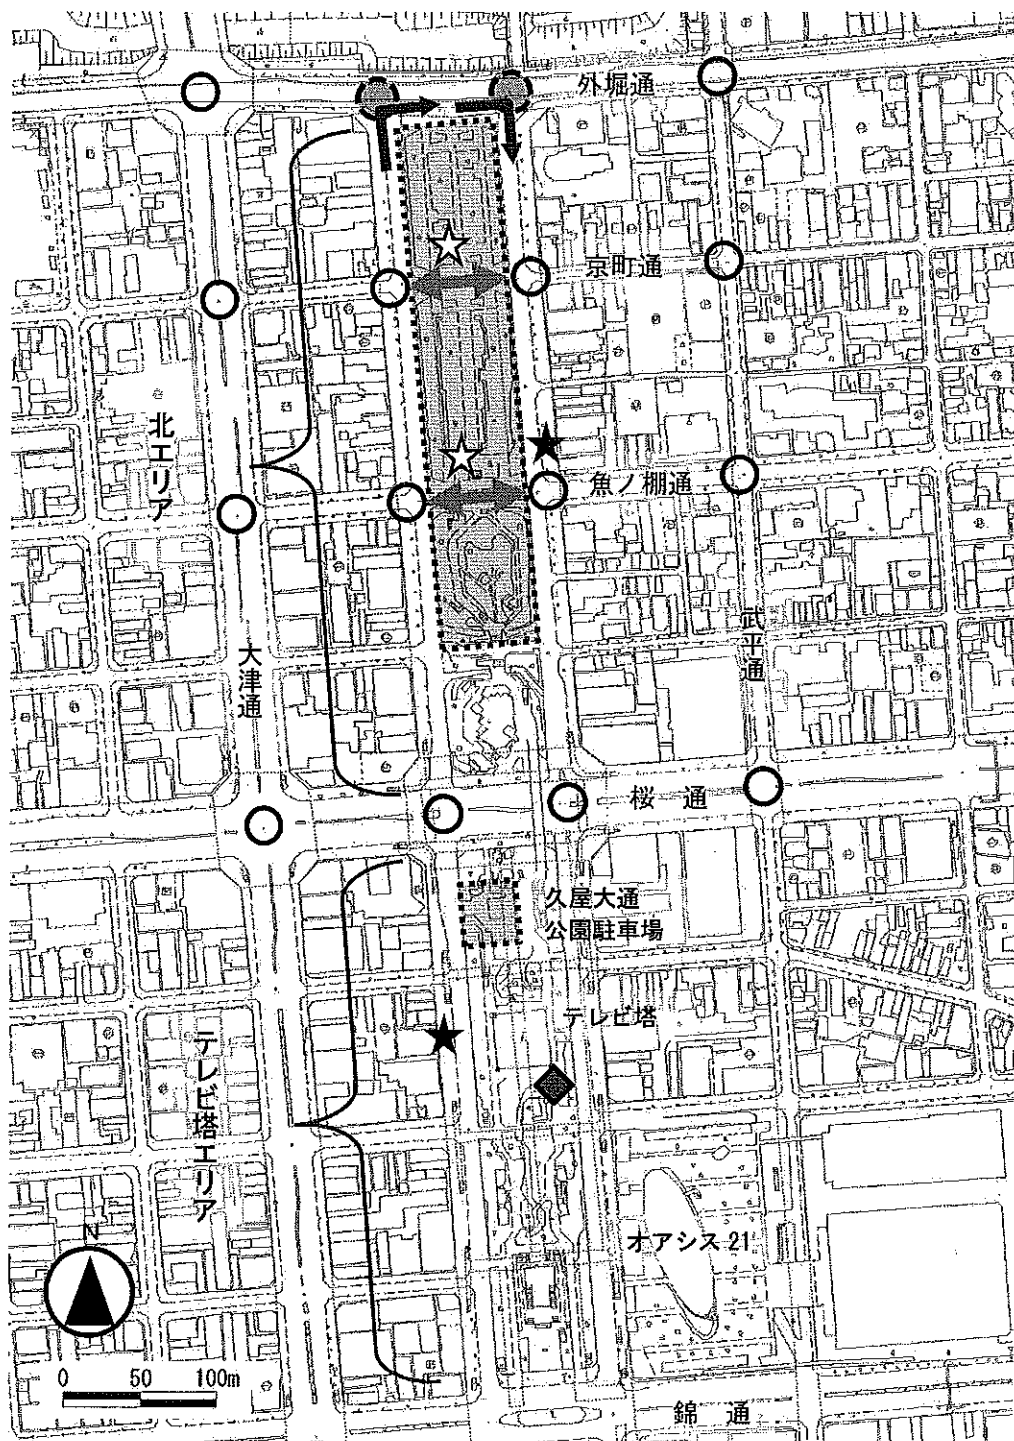 外堀通
京町通
北エリア
魚ノ棚通
大津通
武平通
桜 通
久屋大通
公園駐車場
テレビ塔
テレビ塔エリア
オアシス21
N
0 50 100m
錦 通